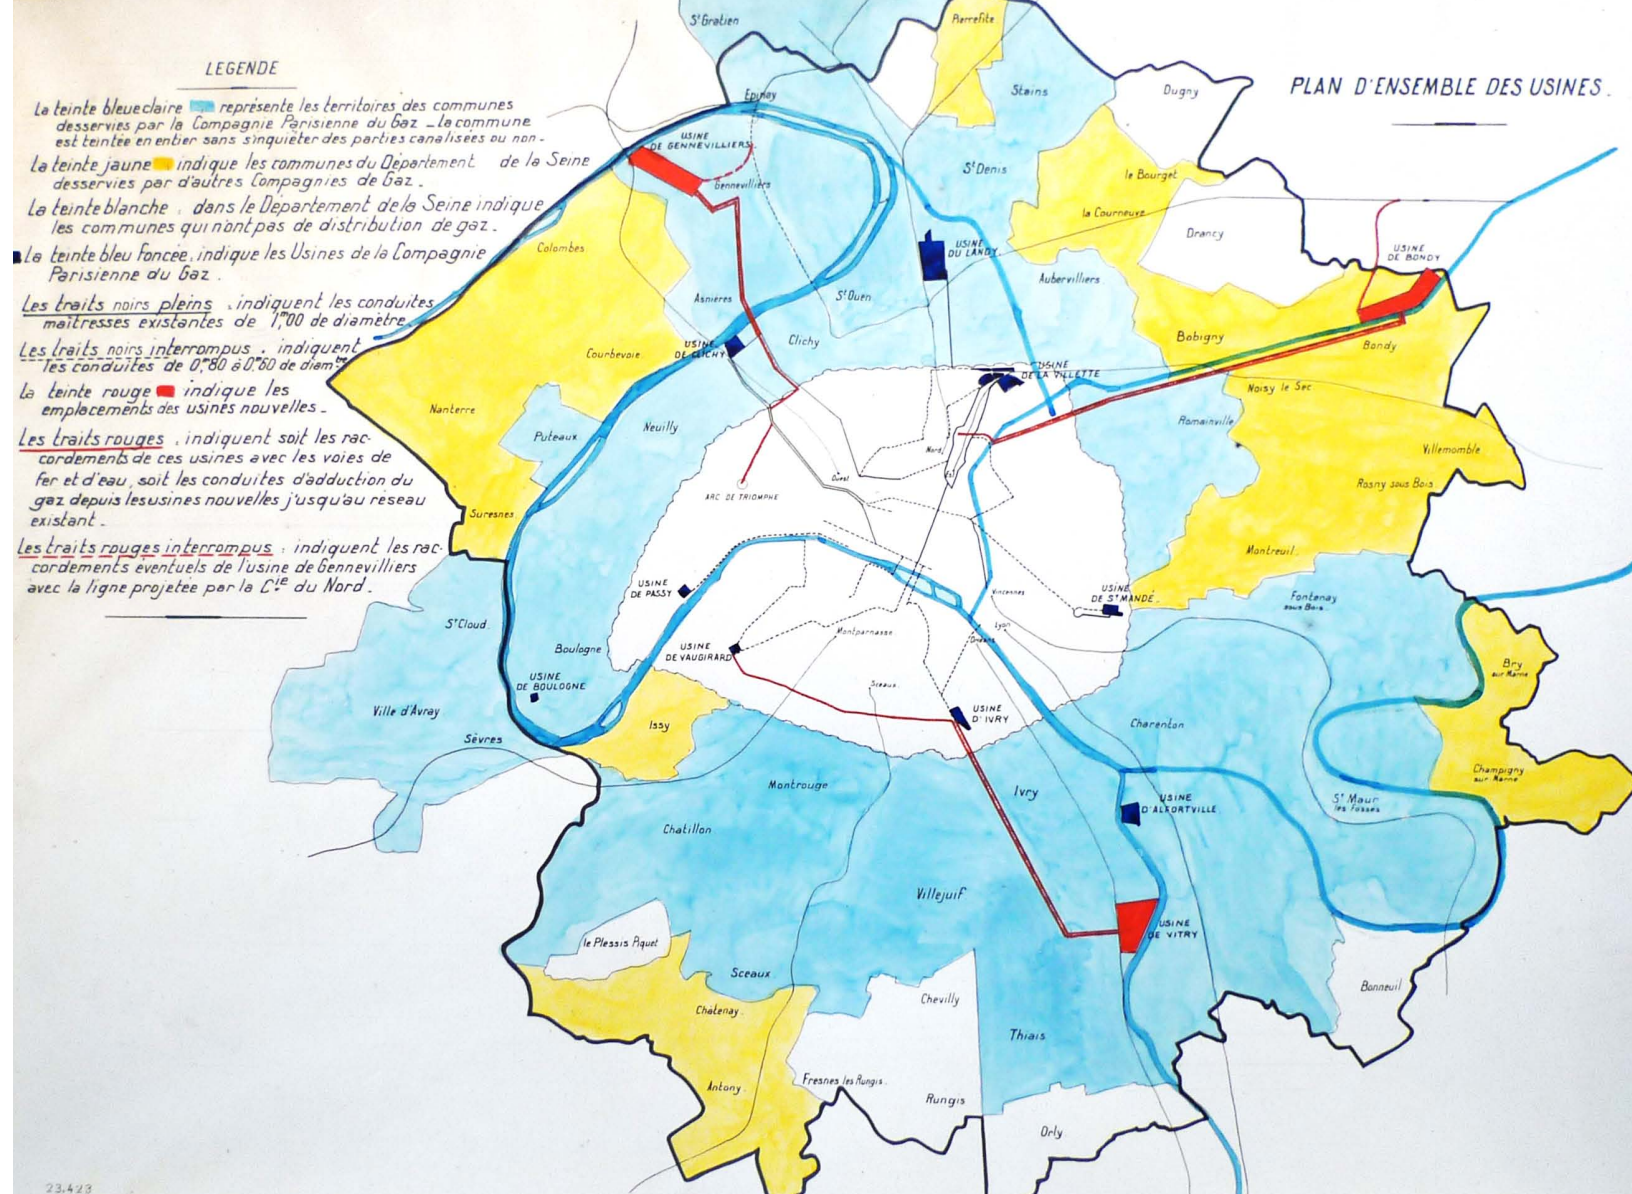 LEGENDE
La teinte bleue claire représente les territoires des communes
desservies par la Compagnie Parisienne du Gaz _ la commune
est teintée en entier sans s'inquiéter des parties canalisées ou non _
La teinte jaune indique les communes du Département de la Seine
desservies par d'autres Compagnies de Gaz _
La teinte blanche : dans le Département de la Seine indique
les communes qui n'ont pas de distribution de gaz _
La teinte bleu foncée, indique les Usines de la Compagnie
Parisienne du Gaz .
Les traits noirs pleins , indiquent les conduites
maîtresses existantes de 1,m00 de diamètre
Les traits noirs interrompus : indiquent
les conduites de 0,m80 à 0,m60 de diamtre
La teinte rouge indique les
emplacements des usines nouvelles _
Les traits rouges , indiquent soit les rac-
cordements de ces usines avec les voies de
fer et d'eau, soit les conduites d'adduction du
gaz depuis les usines nouvelles j'usqu'au réseau
existant _
Les traits rouges interrompus : indiquent les rac-
cordements éventuels de l'usine de Gennevilliers
avec la ligne projetée par la Cie du Nord .
PLAN D'ENSEMBLE DES USINES .
St Gratien
Pierrefite
Stains
Dugny
Epinay
USINE
DE GENNEVILLIERS
Gennevilliers
St Denis
le Bourget
la Courneuve
Drancy
Colombes
USINE
DU LANDY
USINE
DE BONDY
Aubervilliers
Asnières
St Ouen
Bobigny
Bondy
Courbevoie
USINE
DE CLICHY
Clichy
USINE
DE LA VILLETTE
Noisy le Sec
Nanterre
Puteaux
Neuilly
Romainville
Villemomble
Nord
Est
Ouest
ARC DE TRIOMPHE
Rosny sous Bois
Suresnes
Montreuil
USINE
DE PASSY
Vincennes
USINE
DE St MANDÉ
Fontenay
sous Bois
St Cloud
Boulogne
USINE
DE VAUGIRARD
Montparnasse
Lyon
Orléans
Bry
sur Marne
USINE
DE BOULOGNE
Sceaux
Ville d'Avray
Issy
USINE
D'IVRY
Charenton
Sèvres
Champigny
sur Marne
Montrouge
Ivry
USINE
D'ALFORTVILLE
St Maur
les Fossés
Chatillon
Villejuif
USINE
DE VITRY
le Plessis Piquet
Sceaux
Chevilly
Bonneuil
Châtenay
Thiais
Antony
Fresnes les Rungis
Rungis
Orly
23.423